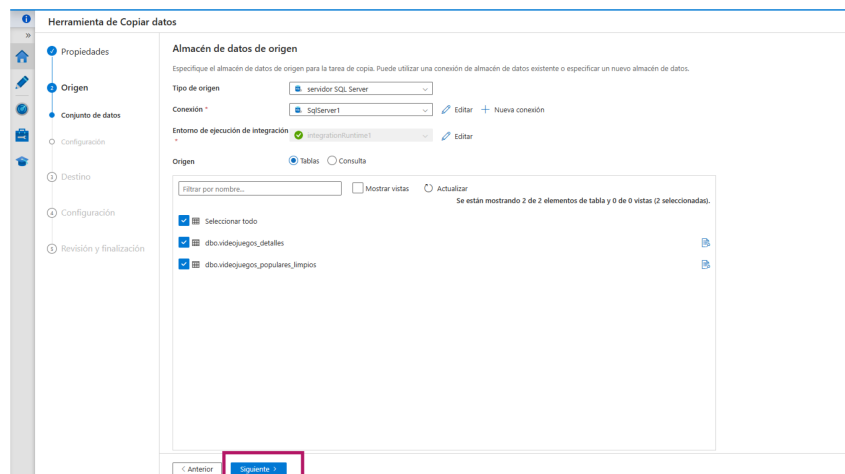 Herramienta de Copiar datos
»
Propiedades
2 Origen
Conjunto de datos
Configuración
3 Destino
4 Configuración
5 Revisión y finalización
Almacén de datos de origen
Especifique el almacén de datos de origen para la tarea de copia. Puede utilizar una conexión de almacén de datos existente o especificar un nuevo almacén de datos.
Tipo de origen servidor SQL Server
Conexión * SqlServer1 Editar + Nueva conexión
Entorno de ejecución de integración * integrationRuntime1 Editar
Origen Tablas Consulta
Filtrar por nombre... Mostrar vistas Actualizar
Se están mostrando 2 de 2 elementos de tabla y 0 de 0 vistas (2 seleccionadas).
Seleccionar todo
dbo.videojuegos_detalles
dbo.videojuegos_populares_limpios
< Anterior Siguiente >